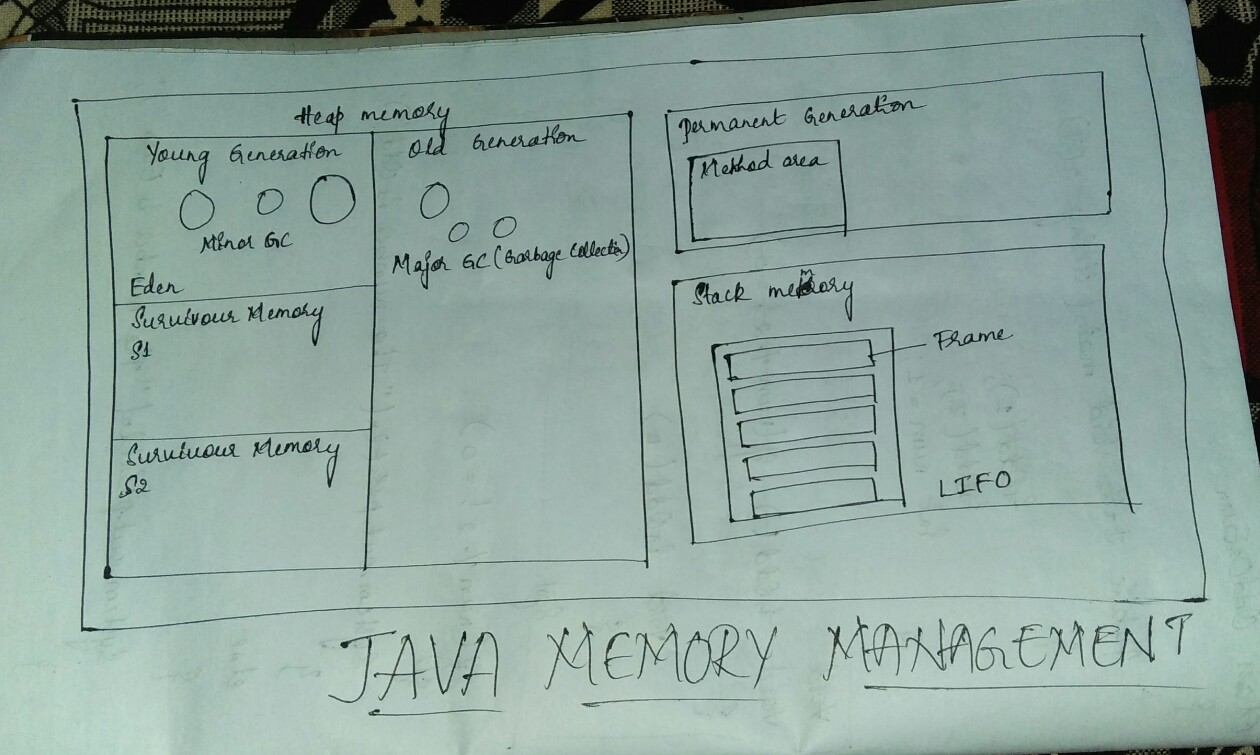 Heap memory
Young Generation
Minor GC
Eden
Survivour Memory
S1
Survivour Memory
S2
Old Generation
Major GC (Garbage Collection)
Permanent Generation
Method area
Stack memory
Frame
LIFO
JAVA MEMORY MANAGEMENT